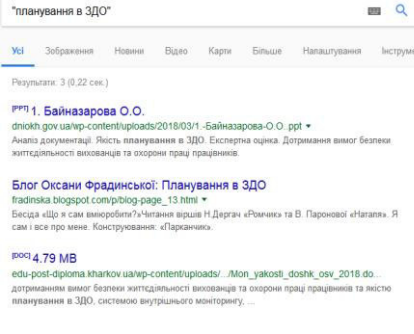 "планування в ЗДО"
Усі Зображення Новини Відео Карти Більше Налаштування Інструме
Результати: 3 (0,22 сек.)
[PPT] 1. Байназарова О.О.
dniokh.gov.ua/wp-content/uploads/2018/03/1.-Байназарова-О.О..ppt
Аналіз документації. Якість планування в ЗДО. Експертна оцінка. Дотримання вимог безпеки
життєдіяльності вихованців та охорони праці працівників.
Блог Оксани Фрадинської: Планування в ЗДО
fradinska.blogspot.com/p/blog-page_13.html
Бесіда «Що я сам вмію робити?»Читання віршів Н.Дергач «Ромчик» та В. Паронової «Наталя». Я
сам і все про мене. Конструювання: «Парканчик».
[DOC] 4.79 MB
edu-post-diploma.kharkov.ua/wp-content/uploads/.../Mon_yakosti_doshk_osv_2018.do...
дотриманням вимог безпеки життєдіяльності вихованців та охорони праці працівників та якістю
планування в ЗДО, системою внутрішнього моніторингу, ...